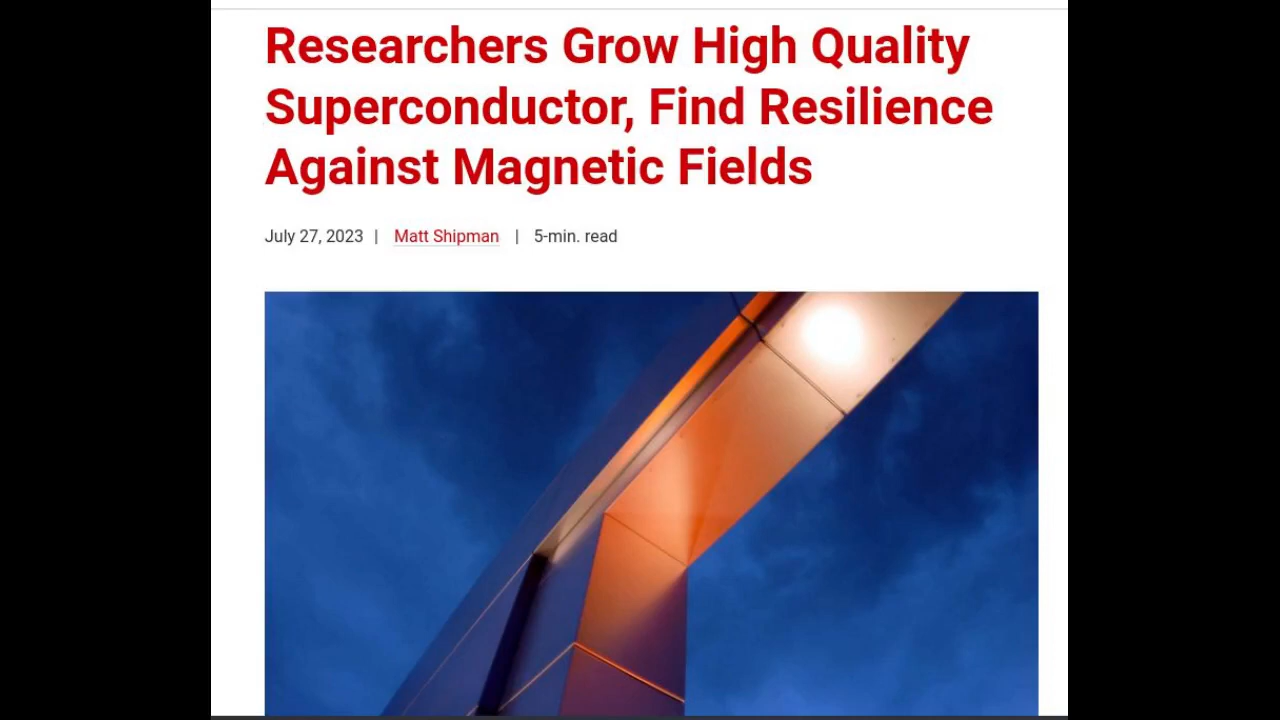 Researchers Grow High Quality
Superconductor, Find Resilience
Against Magnetic Fields
July 27, 2023 | Matt Shipman | 5-min. read